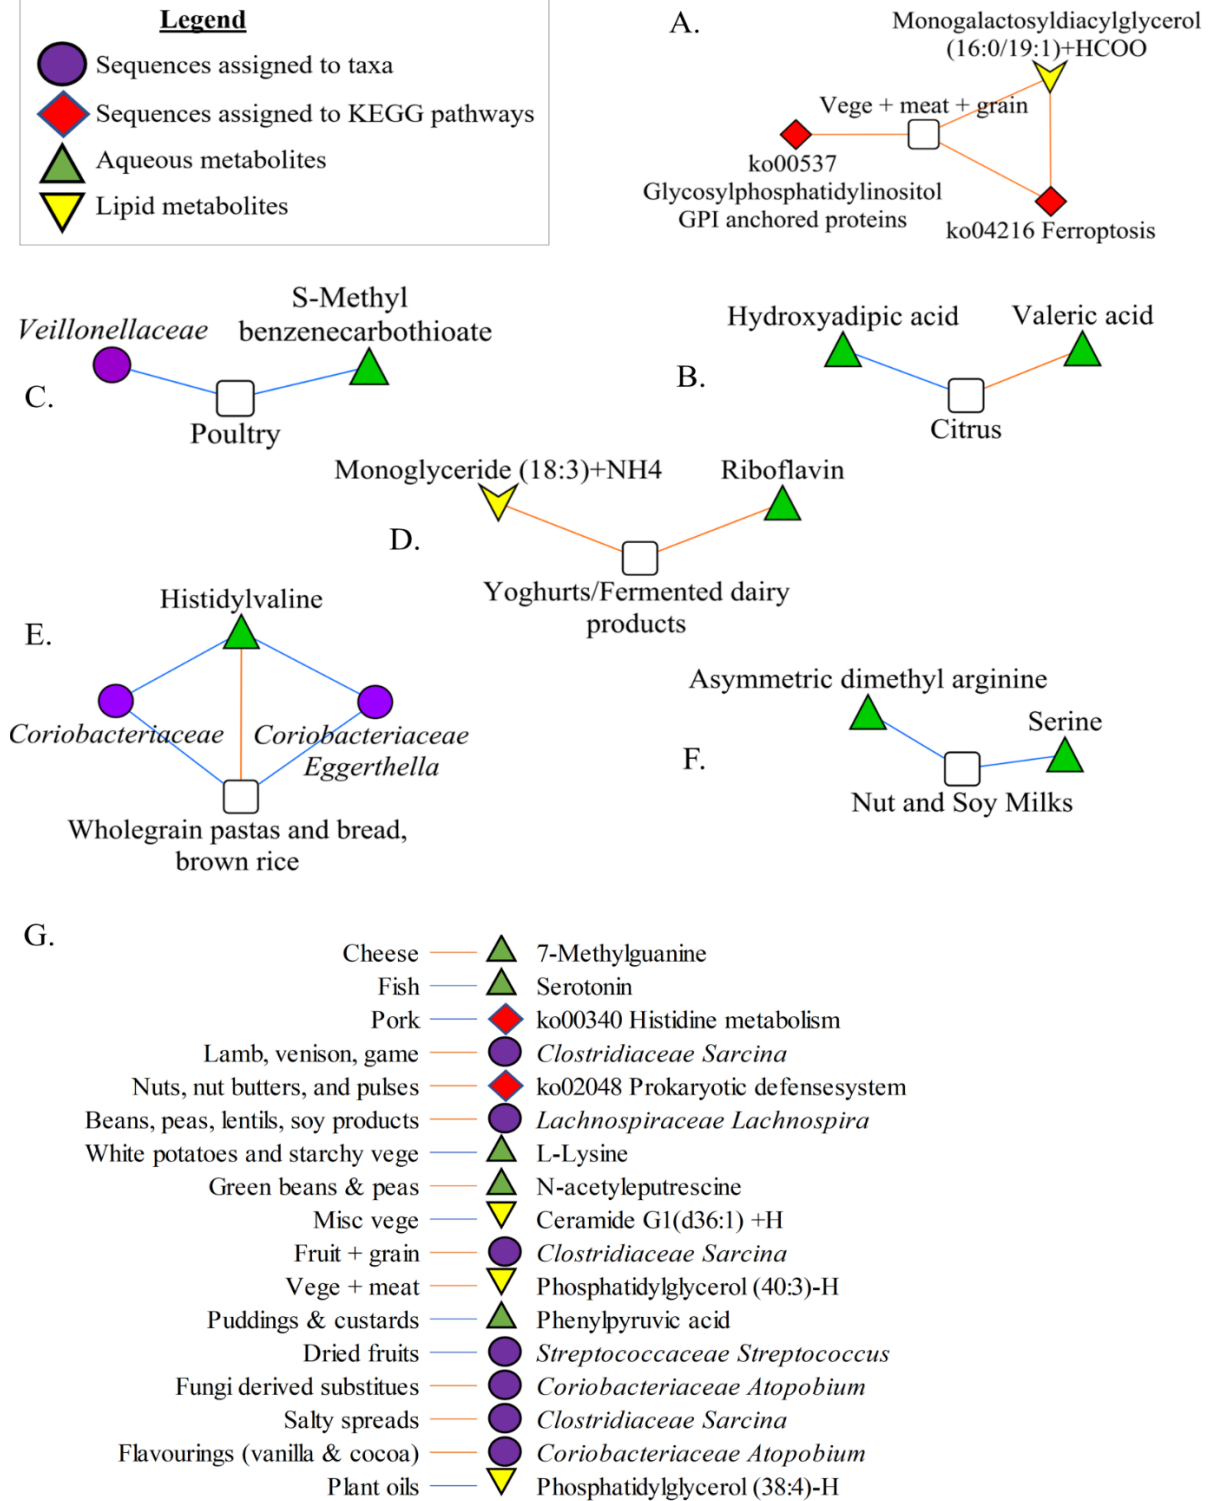 Legend
Sequences assigned to taxa
Sequences assigned to KEGG pathways
Aqueous metabolites
Lipid metabolites
A.
Monogalactosyldiacylglycerol
(16:0/19:1)+HCOO
Vege + meat + grain
ko00537
Glycosylphosphatidylinositol
GPI anchored proteins
ko04216 Ferroptosis
C.
Veillonellaceae
S-Methyl
benzenecarbothioate
Poultry
B.
Hydroxyadipic acid
Valeric acid
Citrus
D.
Monoglyceride (18:3)+NH4
Riboflavin
Yoghurts/Fermented dairy
products
E.
Histidylvaline
Coriobacteriaceae
Coriobacteriaceae
Eggerthella
Wholegrain pastas and bread,
brown rice
F.
Asymmetric dimethyl arginine
Serine
Nut and Soy Milks
G.
Cheese 7-Methylguanine
Fish Serotonin
Pork ko00340 Histidine metabolism
Lamb, venison, game Clostridiaceae Sarcina
Nuts, nut butters, and pulses ko02048 Prokaryotic defensesystem
Beans, peas, lentils, soy products Lachnospiraceae Lachnospira
White potatoes and starchy vege L-Lysine
Green beans & peas N-acetyleputrescine
Misc vege Ceramide G1(d36:1) +H
Fruit + grain Clostridiaceae Sarcina
Vege + meat Phosphatidylglycerol (40:3)-H
Puddings & custards Phenylpyruvic acid
Dried fruits Streptococcaceae Streptococcus
Fungi derived substitues Coriobacteriaceae Atopobium
Salty spreads Clostridiaceae Sarcina
Flavourings (vanilla & cocoa) Coriobacteriaceae Atopobium
Plant oils Phosphatidylglycerol (38:4)-H